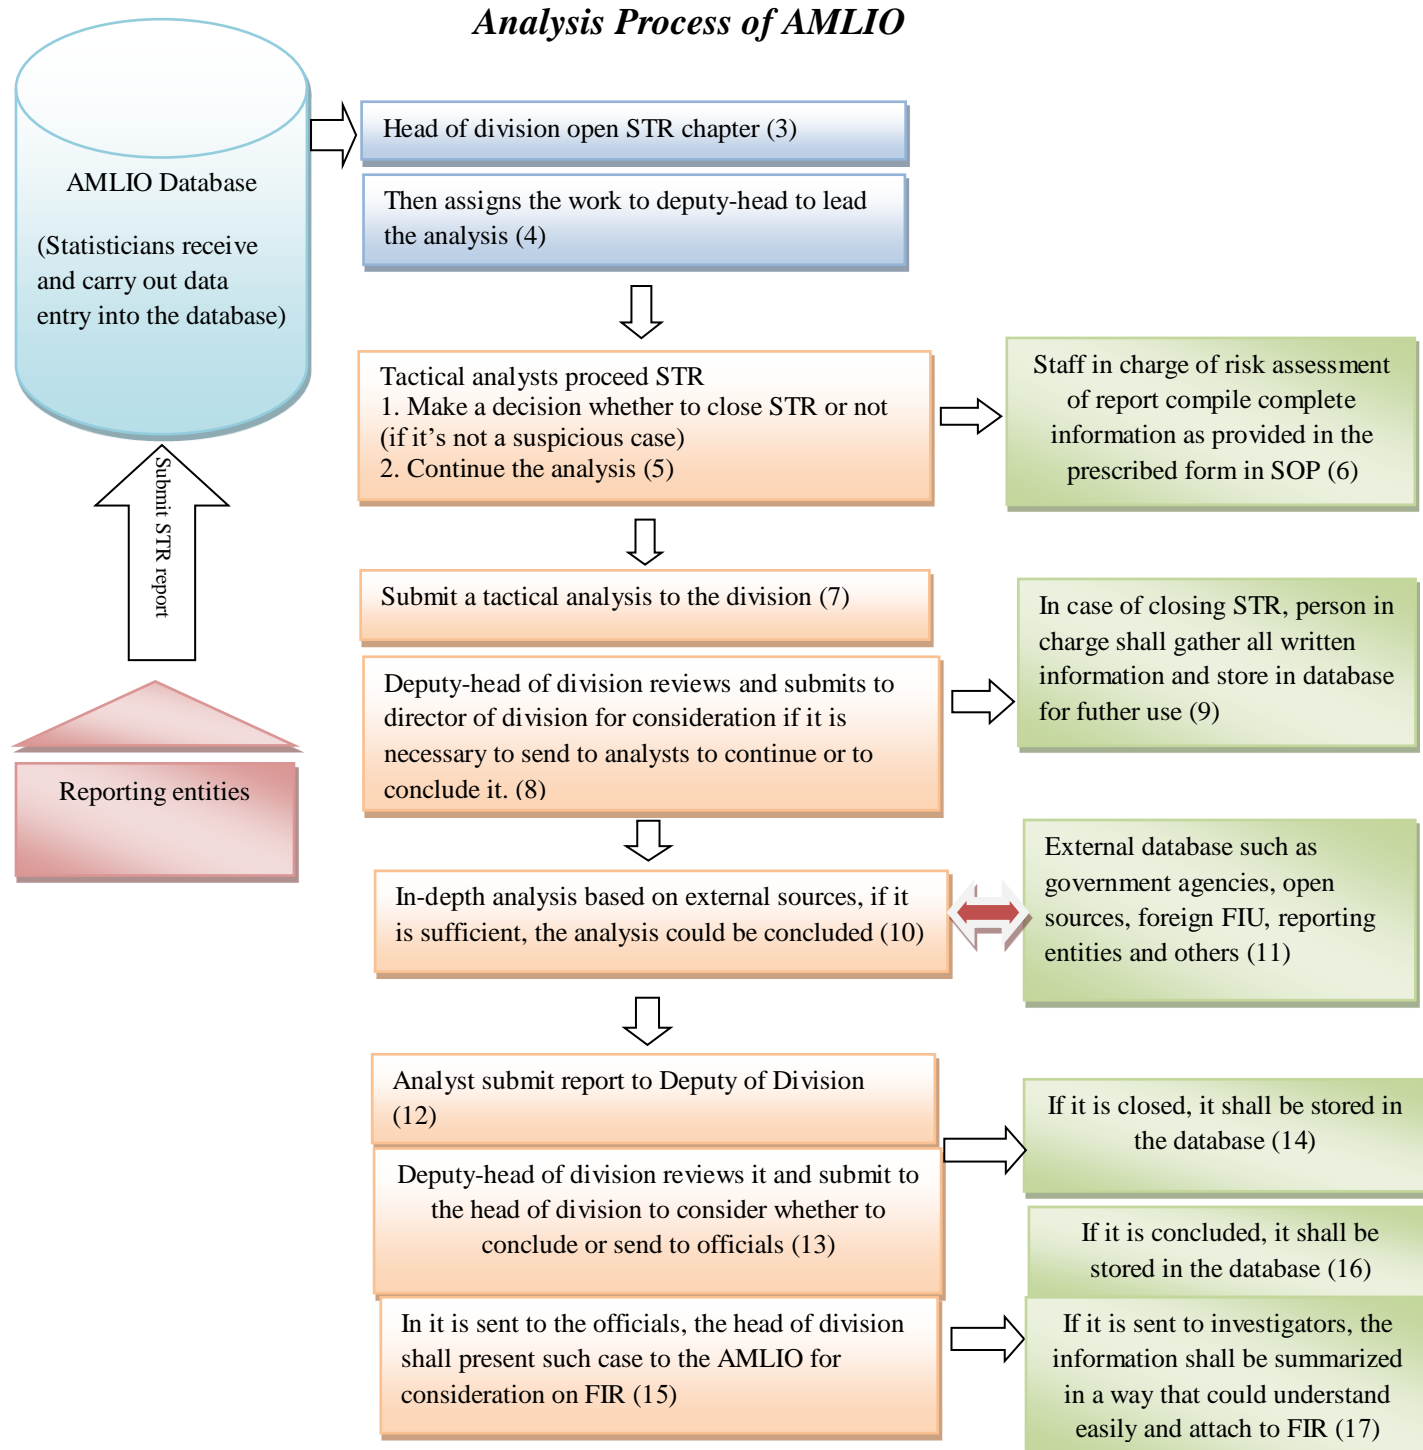 Analysis Process of AMLIO
AMLIO Database
(Statisticians receive
and carry out data
entry into the database)
Submit STR report
Reporting entities
Head of division open STR chapter (3)
Then assigns the work to deputy-head to lead
the analysis (4)
Tactical analysts proceed STR
1. Make a decision whether to close STR or not
(if it’s not a suspicious case)
2. Continue the analysis (5)
Staff in charge of risk assessment
of report compile complete
information as provided in the
prescribed form in SOP (6)
Submit a tactical analysis to the division (7)
Deputy-head of division reviews and submits to
director of division for consideration if it is
necessary to send to analysts to continue or to
conclude it. (8)
In case of closing STR, person in
charge shall gather all written
information and store in database
for futher use (9)
In-depth analysis based on external sources, if it
is sufficient, the analysis could be concluded (10)
External database such as
government agencies, open
sources, foreign FIU, reporting
entities and others (11)
Analyst submit report to Deputy of Division
(12)
Deputy-head of division reviews it and submit to
the head of division to consider whether to
conclude or send to officials (13)
If it is closed, it shall be stored in
the database (14)
In it is sent to the officials, the head of division
shall present such case to the AMLIO for
consideration on FIR (15)
If it is concluded, it shall be
stored in the database (16)
If it is sent to investigators, the
information shall be summarized
in a way that could understand
easily and attach to FIR (17)